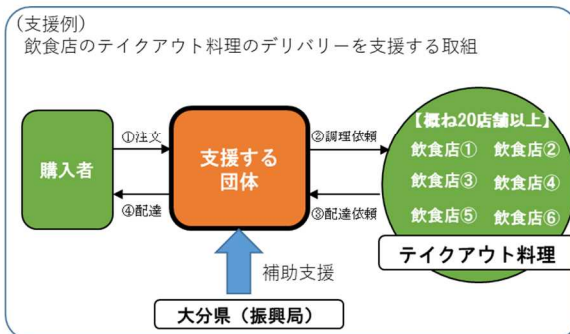 (支援例)
飲食店のテイクアウト料理のデリバリーを支援する取組
【概ね20店舗以上】
①注文
②調理依頼
購入者
支援する
団体
飲食店① 飲食店②
飲食店③ 飲食店④
飲食店⑤ 飲食店⑥
④配達
③配達依頼
テイクアウト料理
補助支援
大分県（振興局）